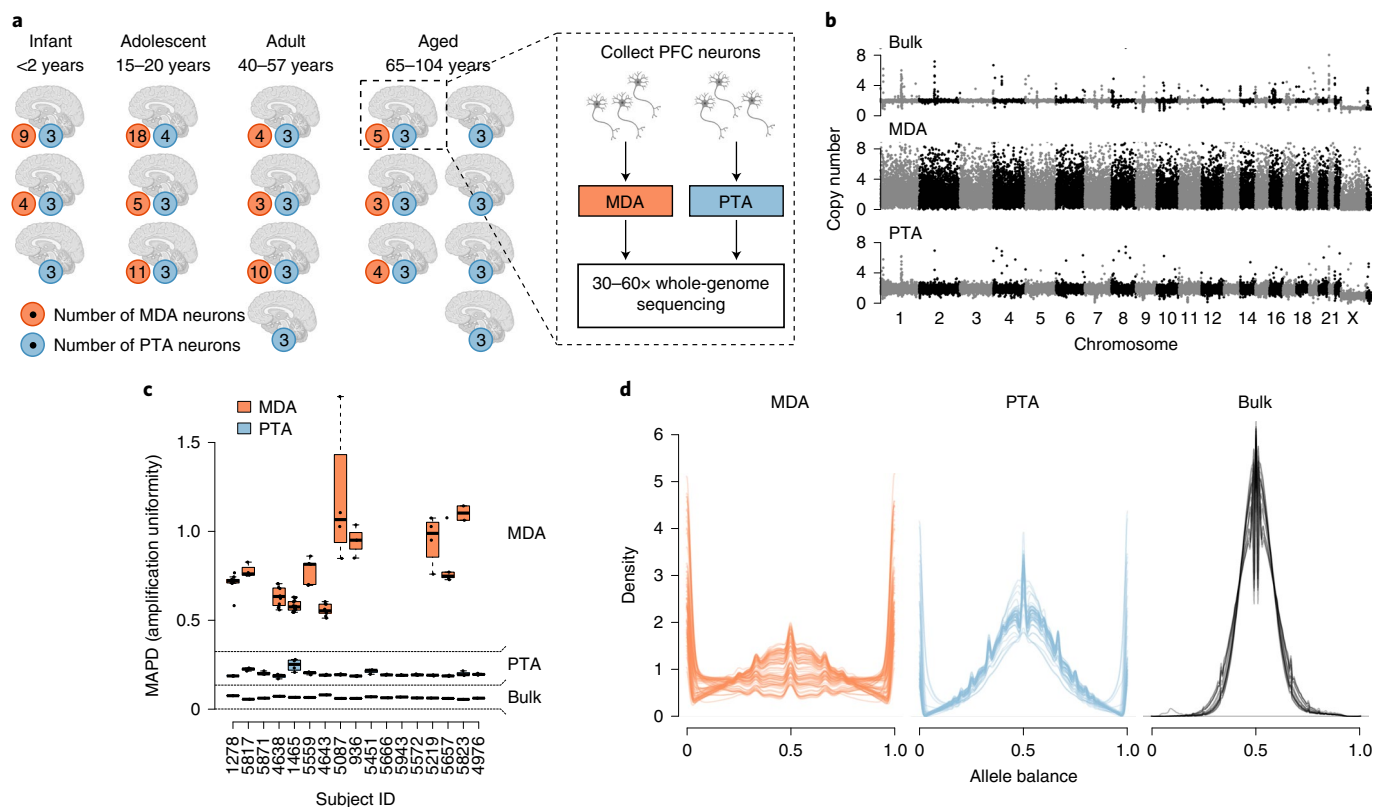 a
Infant
<2 years
Adolescent
15–20 years
Adult
40–57 years
Aged
65–104 years
9 3 18 4 4 3 5 3 3
4 3 5 3 3 3 3 3 3
3 11 3 10 3 4 3 3
3 3
Number of MDA neurons
Number of PTA neurons
Collect PFC neurons
MDA PTA
30–60× whole-genome
sequencing
b
Copy number
Bulk
8
4
0
MDA
8
4
0
PTA
8
4
0
1 2 3 4 5 6 7 8 9 10 11 12 14 16 18 21 X
Chromosome
c
MDA
PTA
MAPD (amplification uniformity)
1.5
1.0
0.5
0
MDA
PTA
Bulk
1278
5817
5871
4638
1465
5559
4643
5087
936
5451
5666
5943
5572
5219
5657
5823
4976
Subject ID
d
MDA PTA Bulk
Density
6
5
4
3
2
1
0
0 0.5 1.0 0 0.5 1.0 0 0.5 1.0
Allele balance